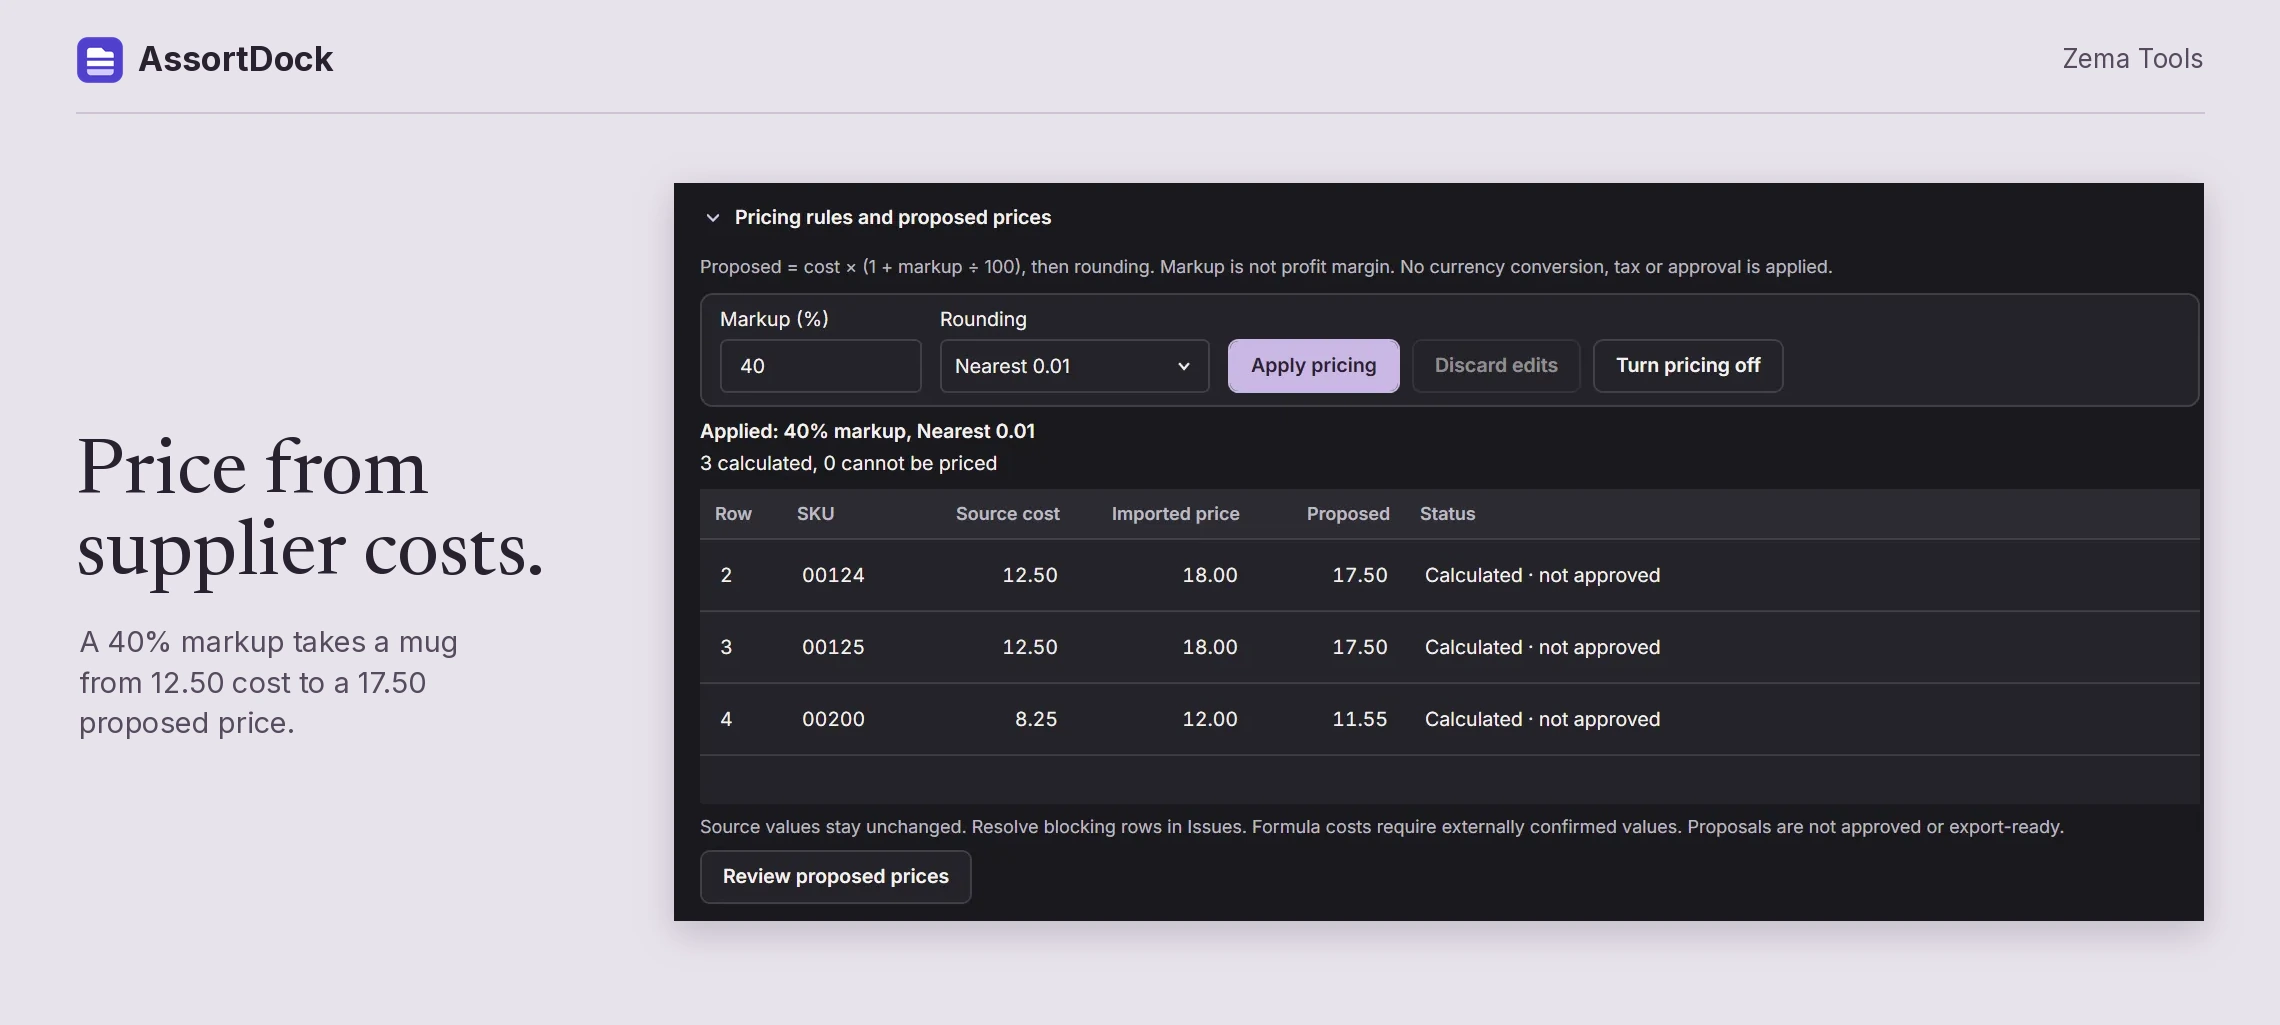 AssortDock
Zema Tools
Price from
supplier costs.
A 40% markup takes a mug
from 12.50 cost to a 17.50
proposed price.
Pricing rules and proposed prices
Proposed = cost × (1 + markup ÷ 100), then rounding. Markup is not profit margin. No currency conversion, tax or approval is applied.
Markup (%)
Rounding
40
Nearest 0.01
Apply pricing
Discard edits
Turn pricing off
Applied: 40% markup, Nearest 0.01
3 calculated, 0 cannot be priced
Row SKU Source cost Imported price Proposed Status
2 00124 12.50 18.00 17.50 Calculated · not approved
3 00125 12.50 18.00 17.50 Calculated · not approved
4 00200 8.25 12.00 11.55 Calculated · not approved
Source values stay unchanged. Resolve blocking rows in Issues. Formula costs require externally confirmed values. Proposals are not approved or export-ready.
Review proposed prices